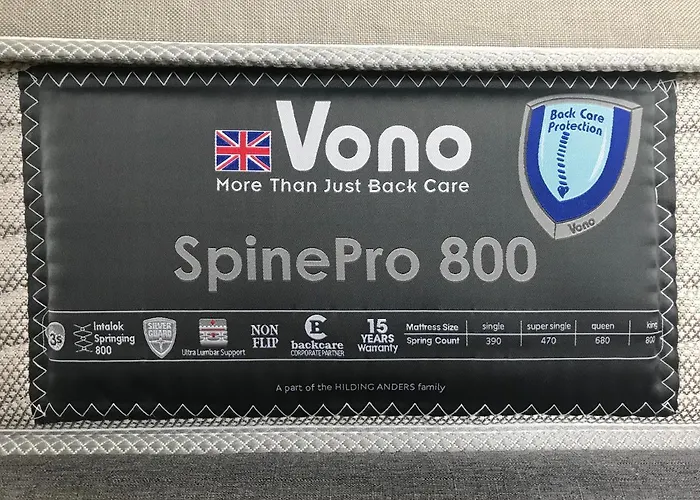 Vono
More Than Just Back Care
Back Care
Protection
Vono
SpinePro 800
3s
Intalok
Springing
800
SILVER
GUARD
Ultra Lumbar Support
NON
FLIP
backcare
CORPORATE PARTNER
15
YEARS
Warranty
Mattress Size single super single queen king
Spring Count 390 470 680 800
A part of the HILDING ANDERS family